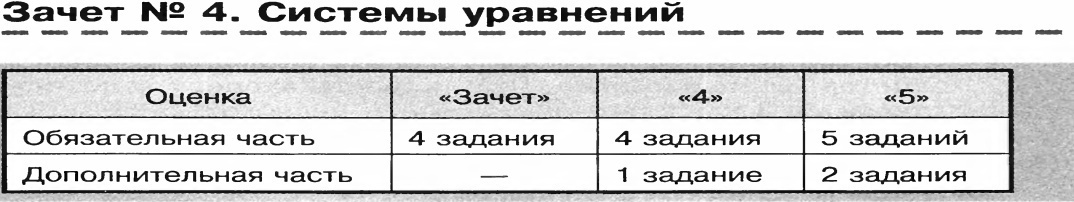 Зачет № 4. Системы уравнений
Оценка «Зачет» «4» «5»
Обязательная часть 4 задания 4 задания 5 заданий
Дополнительная часть — 1 задание 2 задания